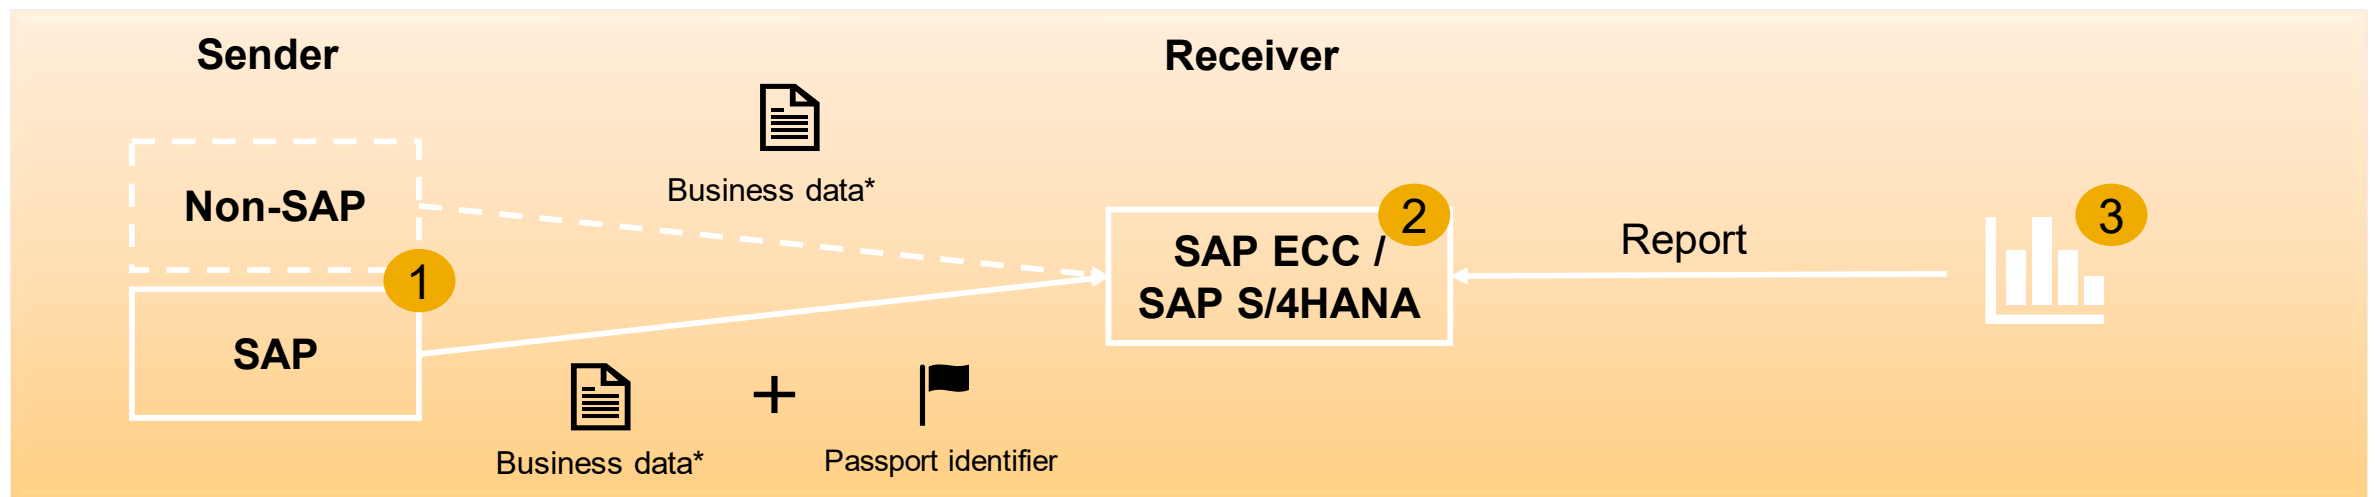 Sender
Receiver
Business data*
Non-SAP
1
SAP
2
SAP ECC /
SAP S/4HANA
Report
3
Business data*
+
Passport identifier